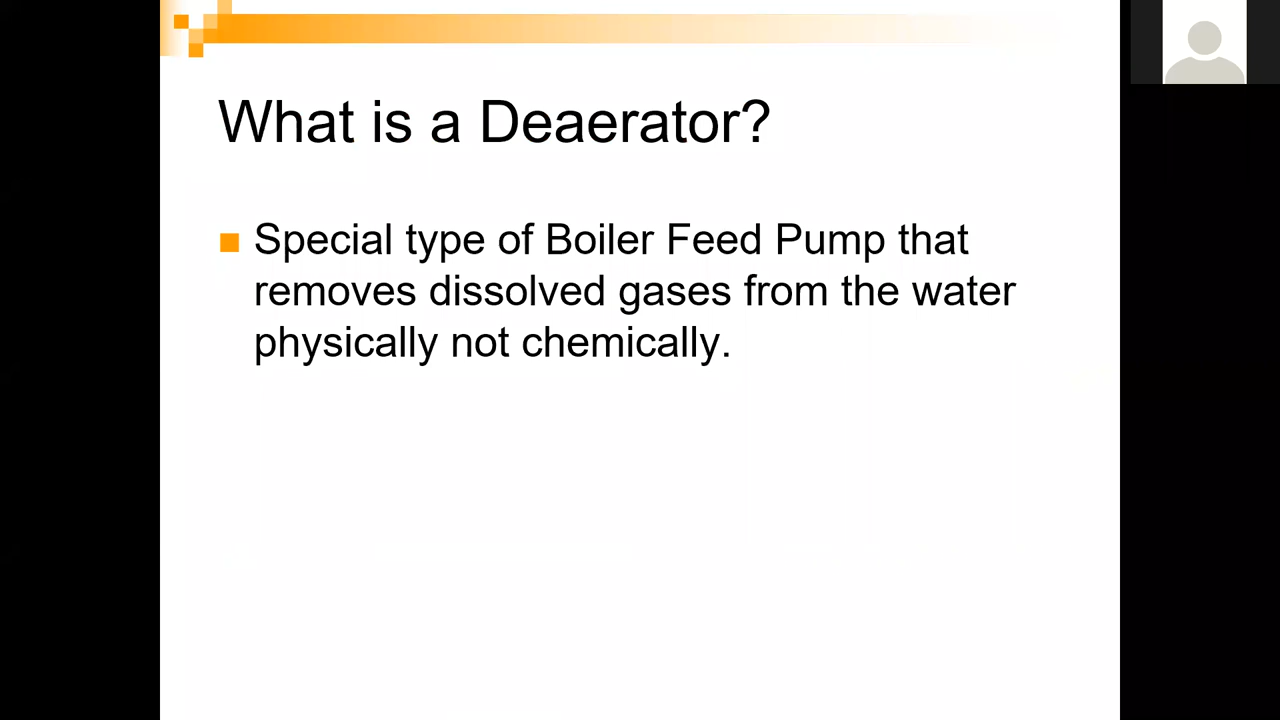 What is a Deaerator?
Special type of Boiler Feed Pump that
removes dissolved gases from the water
physically not chemically.